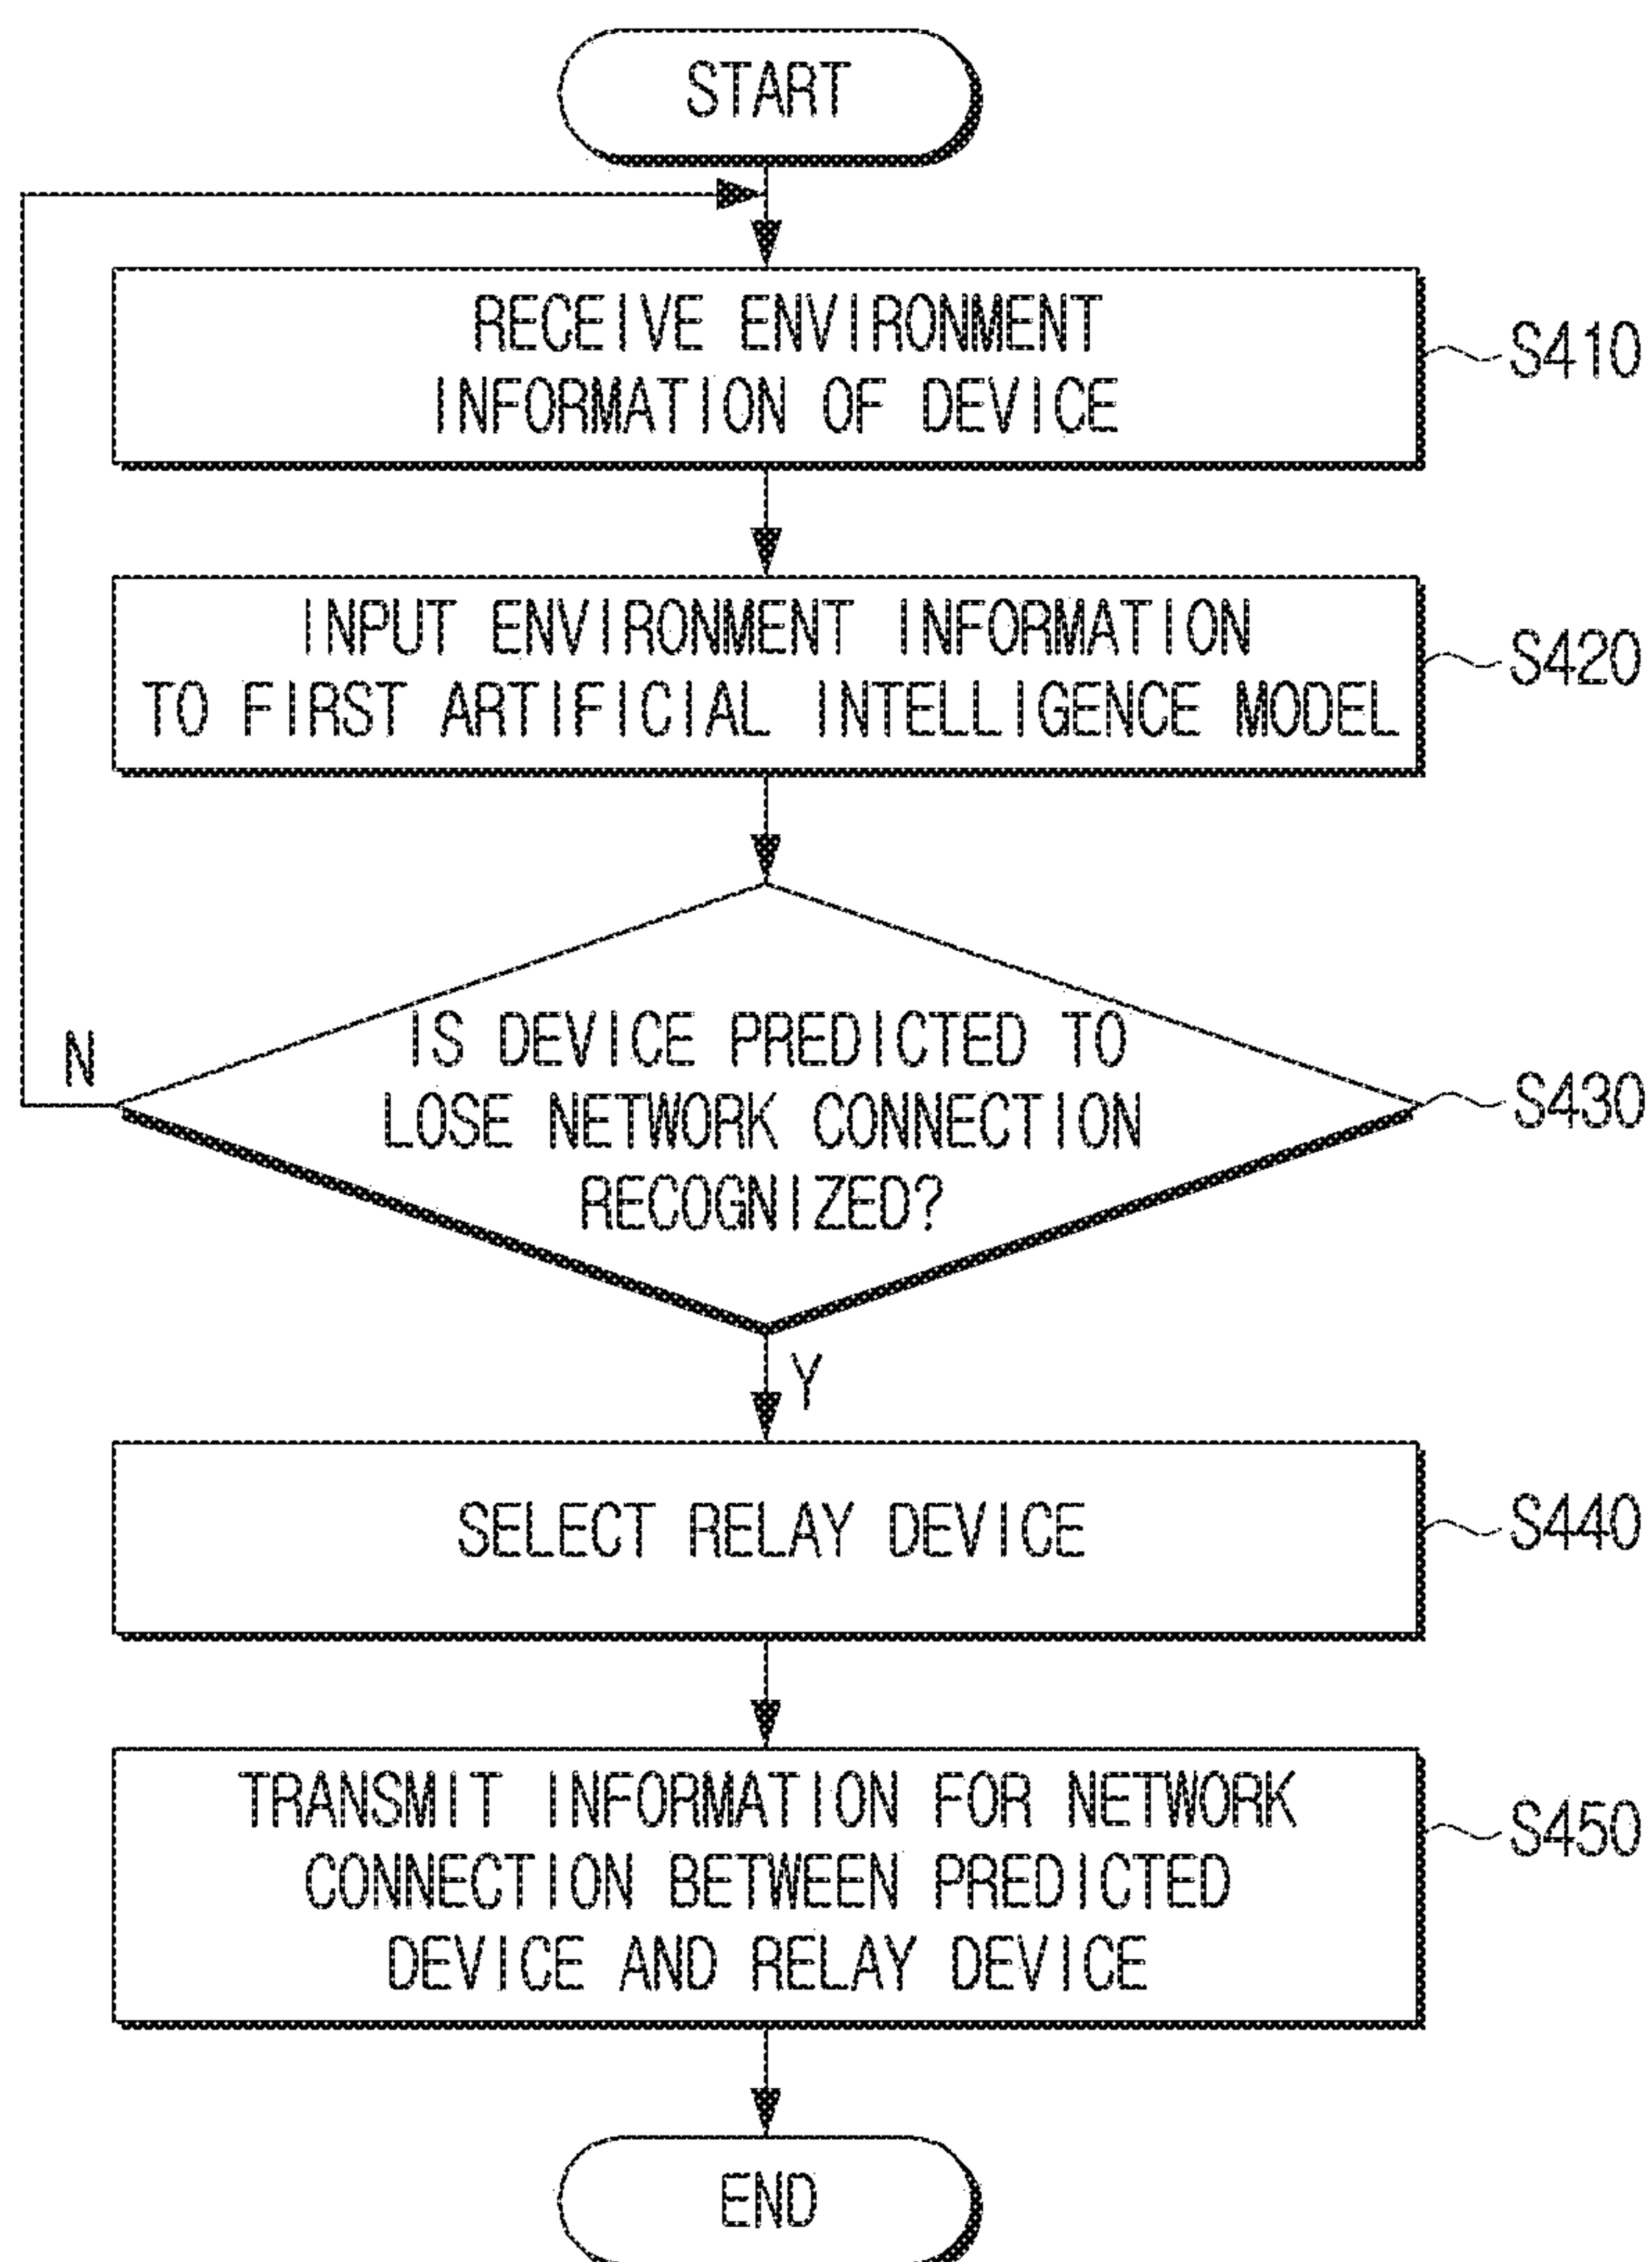 START
RECEIVE ENVIRONMENT
INFORMATION OF DEVICE
S410
INPUT ENVIRONMENT INFORMATION
TO FIRST ARTIFICIAL INTELLIGENCE MODEL
S420
IS DEVICE PREDICTED TO
LOSE NETWORK CONNECTION
RECOGNIZED?
N
S430
Y
SELECT RELAY DEVICE
S440
TRANSMIT INFORMATION FOR NETWORK
CONNECTION BETWEEN PREDICTED
DEVICE AND RELAY DEVICE
S450
END